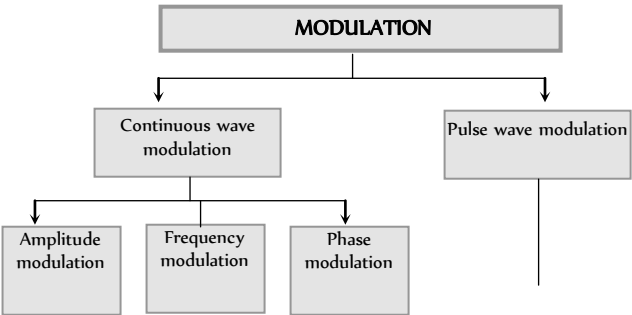 MODULATION
Continuous wave
modulation
Pulse wave modulation
Amplitude
modulation
Frequency
modulation
Phase
modulation